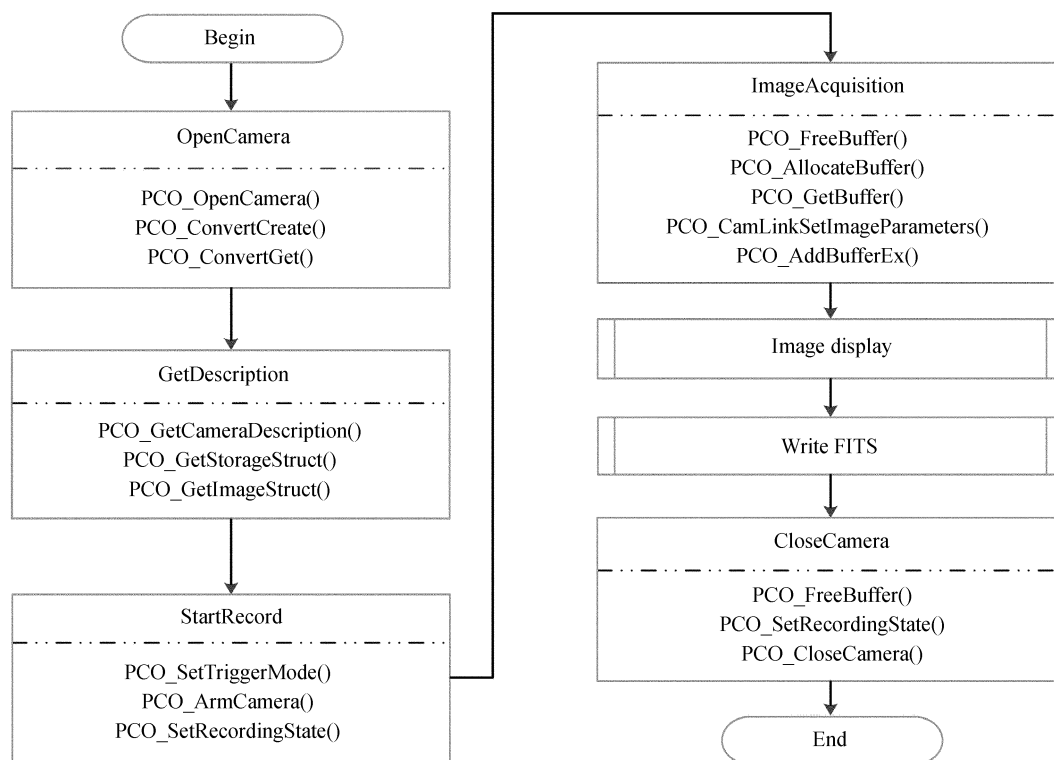 Begin
OpenCamera
PCO_OpenCamera()
PCO_ConvertCreate()
PCO_ConvertGet()
GetDescription
PCO_GetCameraDescription()
PCO_GetStorageStruct()
PCO_GetImageStruct()
StartRecord
PCO_SetTriggerMode()
PCO_ArmCamera()
PCO_SetRecordingState()
ImageAcquisition
PCO_FreeBuffer()
PCO_AllocateBuffer()
PCO_GetBuffer()
PCO_CamLinkSetImageParameters()
PCO_AddBufferEx()
Image display
Write FITS
CloseCamera
PCO_FreeBuffer()
PCO_SetRecordingState()
PCO_CloseCamera()
End